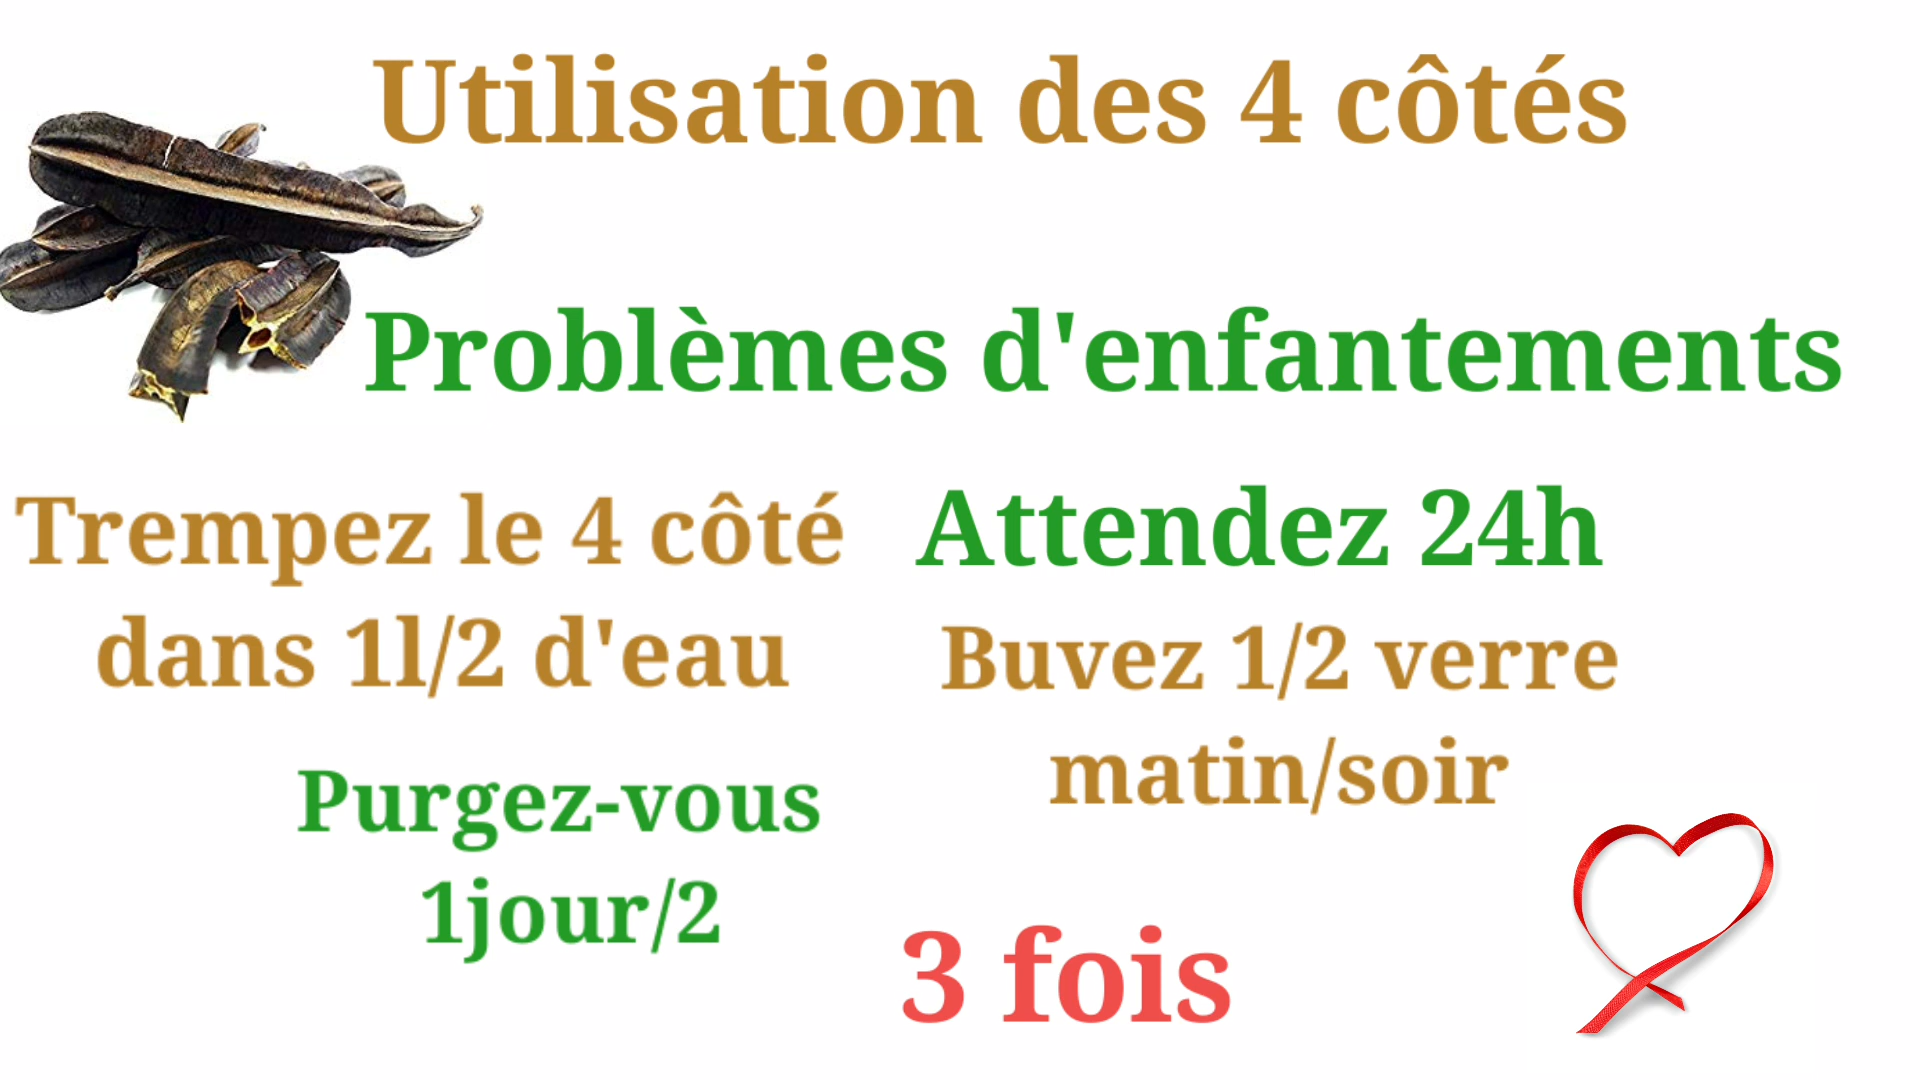 Utilisation des 4 côtés
Problèmes d'enfantements
Trempez le 4 côté
dans 1l/2 d'eau
Attendez 24h
Buvez 1/2 verre
matin/soir
Purgez-vous
1jour/2
3 fois